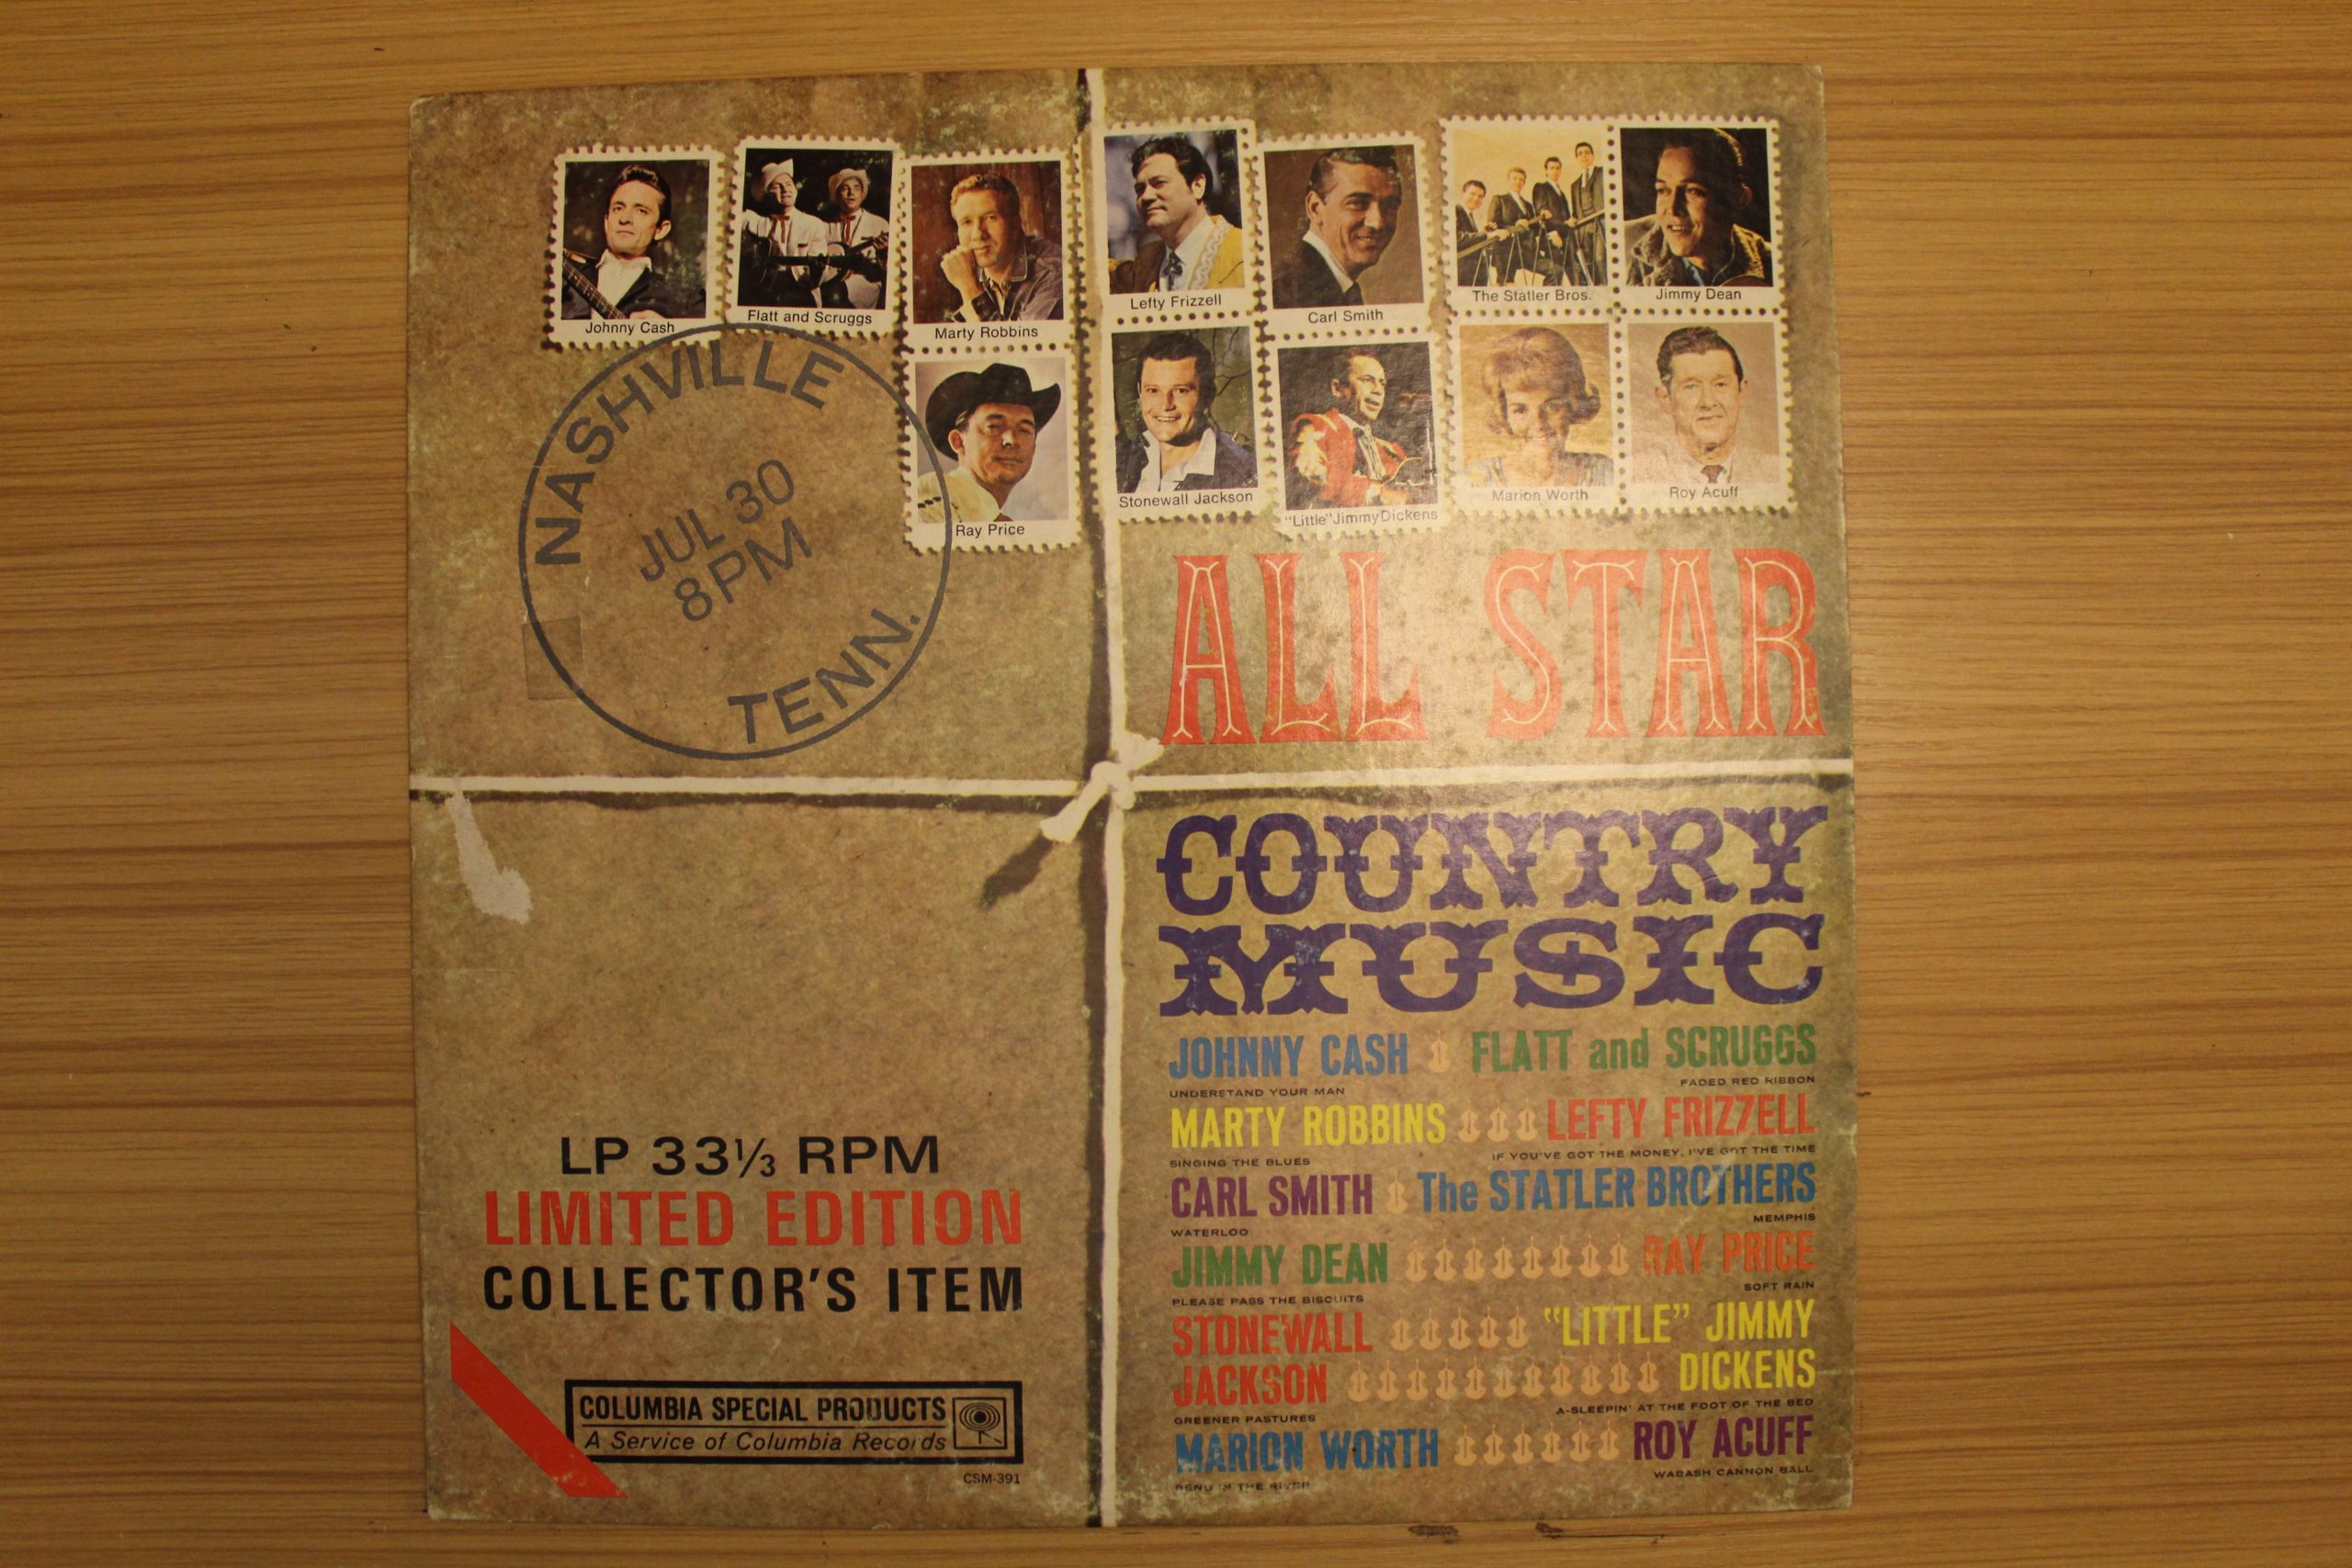 Johnny Cash
Flatt and Scruggs
Marty Robbins
Lefty Frizzell
Carl Smith
The Statler Bros.
Jimmy Dean
Ray Price
Stonewall Jackson
"Little" Jimmy Dickens
Marion Worth
Roy Acuff
NASHVILLE
JUL 30
8PM
TENN.
ALL STAR
COUNTRY
MUSIC
JOHNNY CASH FLATT and SCRUGGS
UNDERSTAND YOUR MAN FADED RED RIBBON
MARTY ROBBINS LEFTY FRIZZELL
SINGING THE BLUES IF YOU'VE GOT THE MONEY, I'VE GOT THE TIME
CARL SMITH The STATLER BROTHERS
WATERLOO MEMPHIS
JIMMY DEAN RAY PRICE
PLEASE PASS THE BISCUITS SOFT RAIN
STONEWALL "LITTLE" JIMMY
JACKSON DICKENS
GREENER PASTURES A-SLEEPIN' AT THE FOOT OF THE BED
MARION WORTH ROY ACUFF
BEND IN THE RIVER WABASH CANNON BALL
LP 33⅓ RPM
LIMITED EDITION
COLLECTOR'S ITEM
COLUMBIA SPECIAL PRODUCTS
A Service of Columbia Records
CSM-391